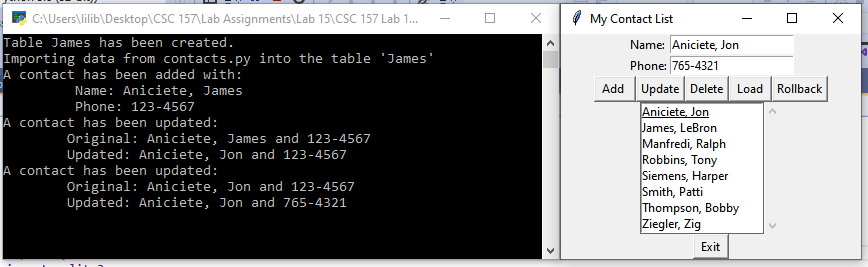 C:\Users\lilib\Desktop\CSC 157\Lab Assignments\Lab 15\CSC 157 Lab 1...
Table James has been created.
Importing data from contacts.py into the table 'James'
A contact has been added with:
Name: Aniciete, James
Phone: 123-4567
A contact has been updated:
Original: Aniciete, James and 123-4567
Updated: Aniciete, Jon and 123-4567
A contact has been updated:
Original: Aniciete, Jon and 123-4567
Updated: Aniciete, Jon and 765-4321
My Contact List
Name: Aniciete, Jon
Phone: 765-4321
Add Update Delete Load Rollback
Aniciete, Jon
James, LeBron
Manfredi, Ralph
Robbins, Tony
Siemens, Harper
Smith, Patti
Thompson, Bobby
Ziegler, Zig
Exit